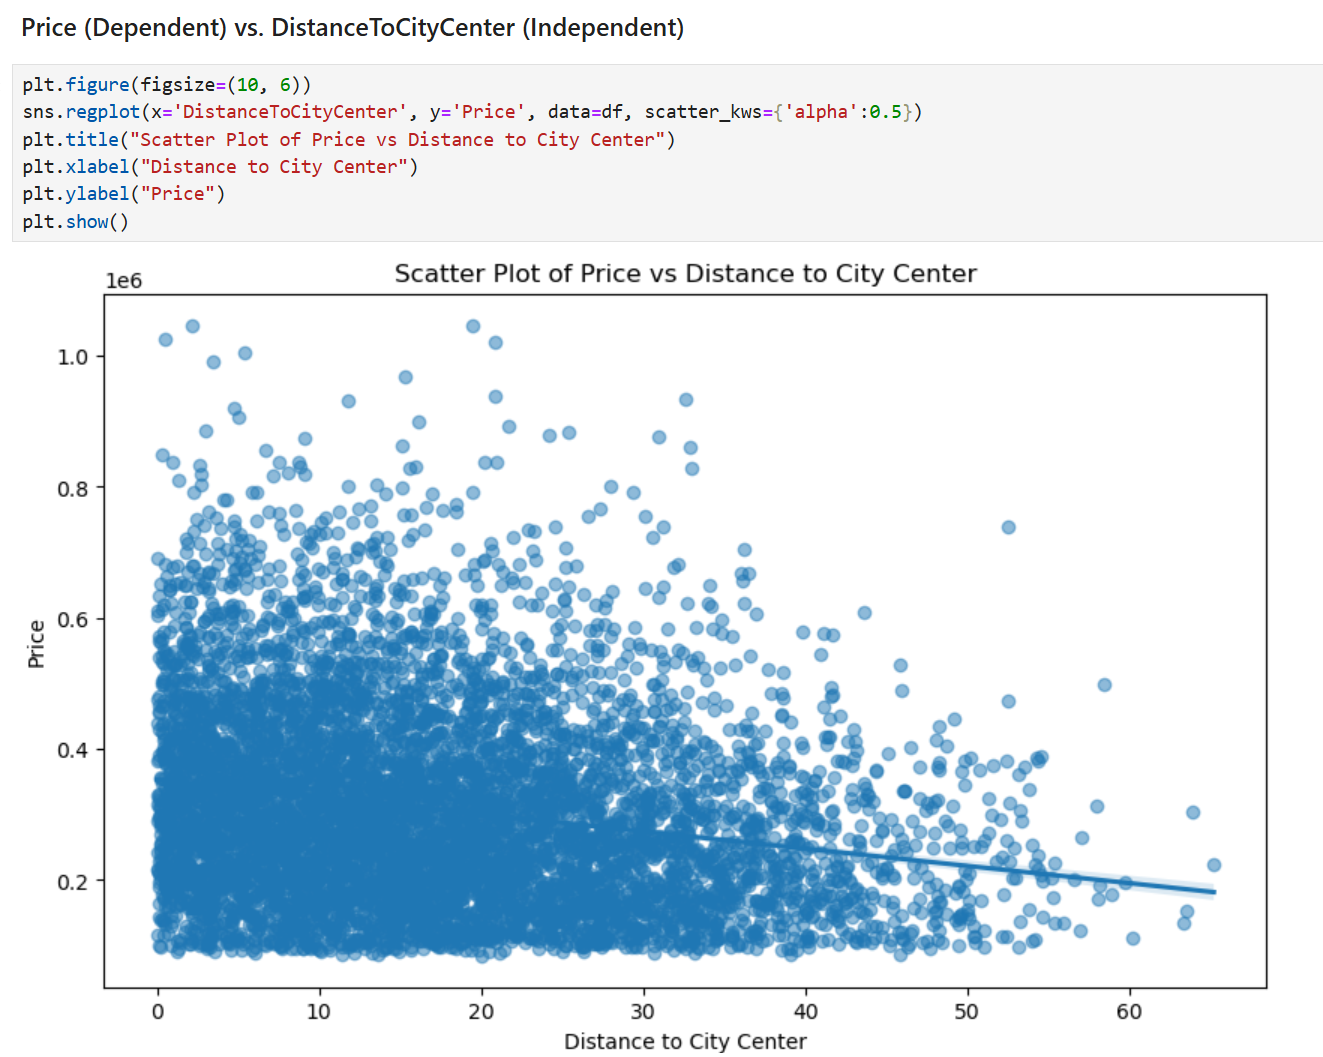 Price (Dependent) vs. DistanceToCityCenter (Independent)
plt.figure(figsize=(10, 6))
sns.regplot(x='DistanceToCityCenter', y='Price', data=df, scatter_kws={'alpha':0.5})
plt.title("Scatter Plot of Price vs Distance to City Center")
plt.xlabel("Distance to City Center")
plt.ylabel("Price")
plt.show()
Scatter Plot of Price vs Distance to City Center
1e6
1.0
0.8
0.6
0.4
0.2
Price
0 10 20 30 40 50 60
Distance to City Center